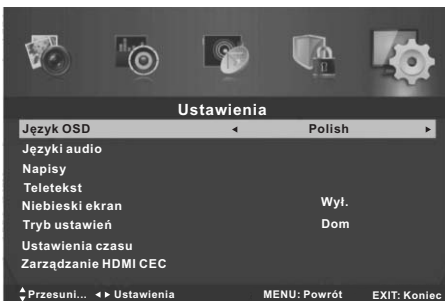 Ustawienia
Język OSD Polish
Języki audio
Napisy
Teletekst
Niebieski ekran Wył.
Tryb ustawień Dom
Ustawienia czasu
Zarządzanie HDMI CEC
Przesuni... Ustawienia MENU: Powrót EXIT: Koniec